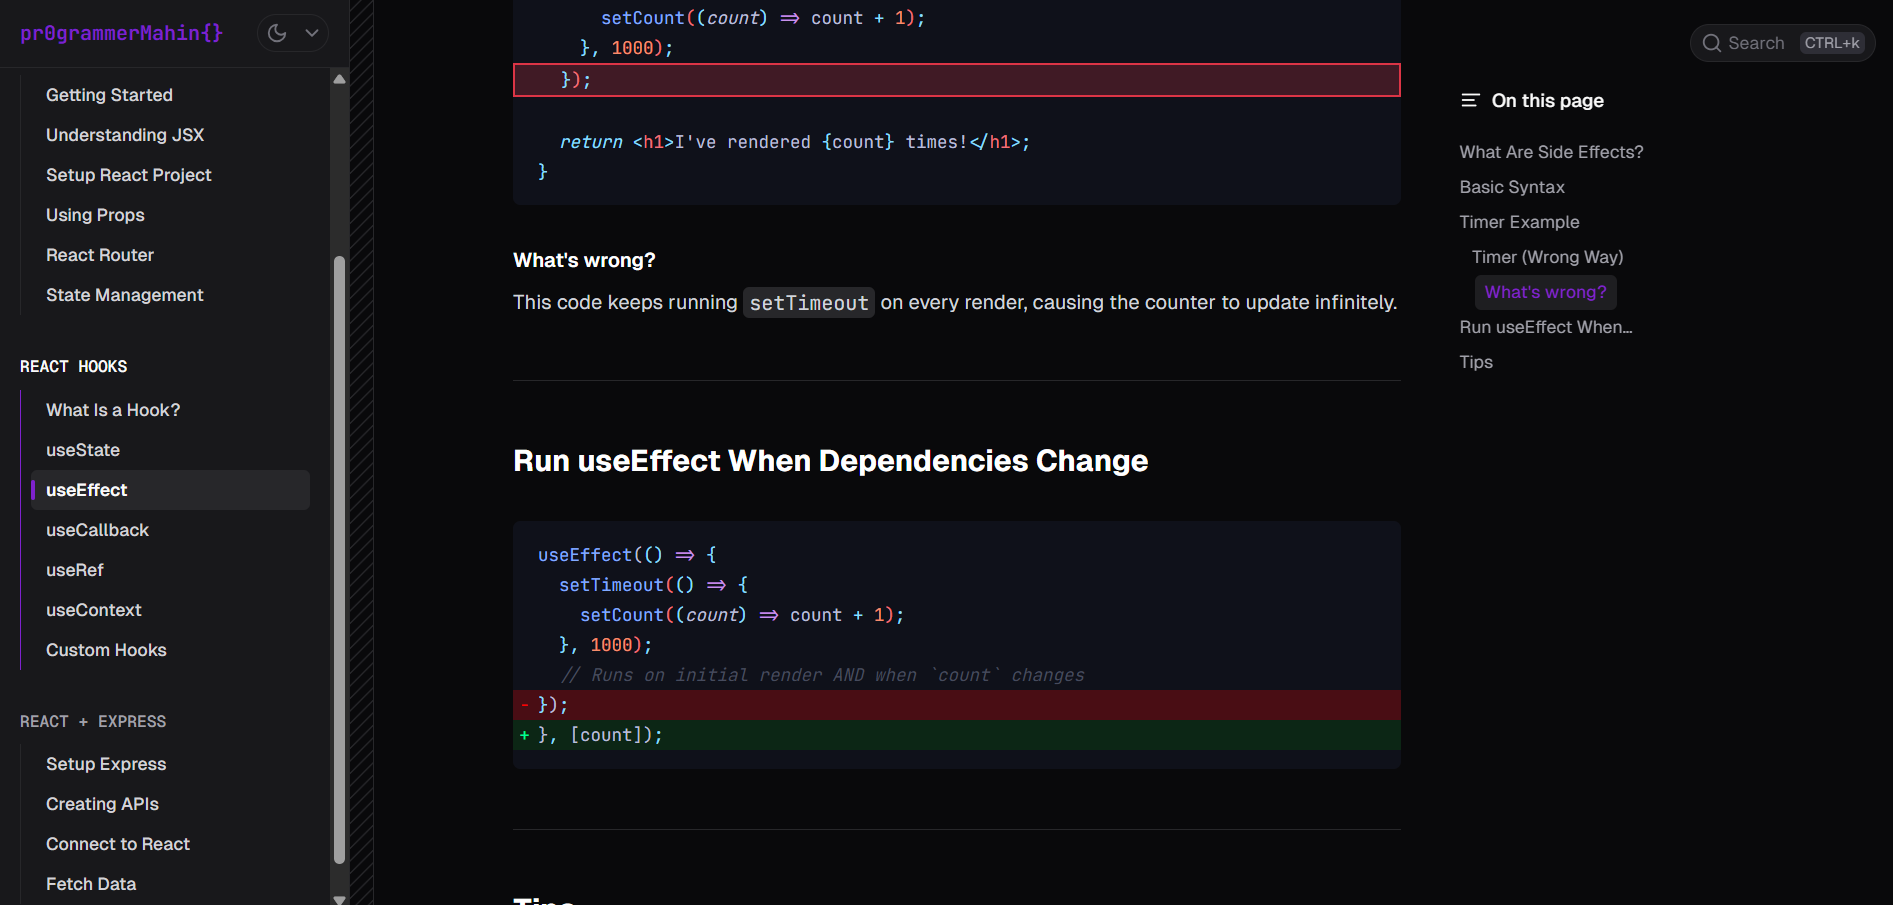 pr0grammerMahin{}
Getting Started
Understanding JSX
Setup React Project
Using Props
React Router
State Management
REACT HOOKS
What Is a Hook?
useState
useEffect
useCallback
useRef
useContext
Custom Hooks
REACT + EXPRESS
Setup Express
Creating APIs
Connect to React
Fetch Data
setCount((count) => count + 1);
}, 1000);
});
return <h1>I've rendered {count} times!</h1>;
}
What's wrong?
This code keeps running setTimeout on every render, causing the counter to update infinitely.
Run useEffect When Dependencies Change
useEffect(() => {
setTimeout(() => {
setCount((count) => count + 1);
}, 1000);
// Runs on initial render AND when `count` changes
- });
+ }, [count]);
Tips
Search CTRL+k
On this page
What Are Side Effects?
Basic Syntax
Timer Example
Timer (Wrong Way)
What's wrong?
Run useEffect When...
Tips